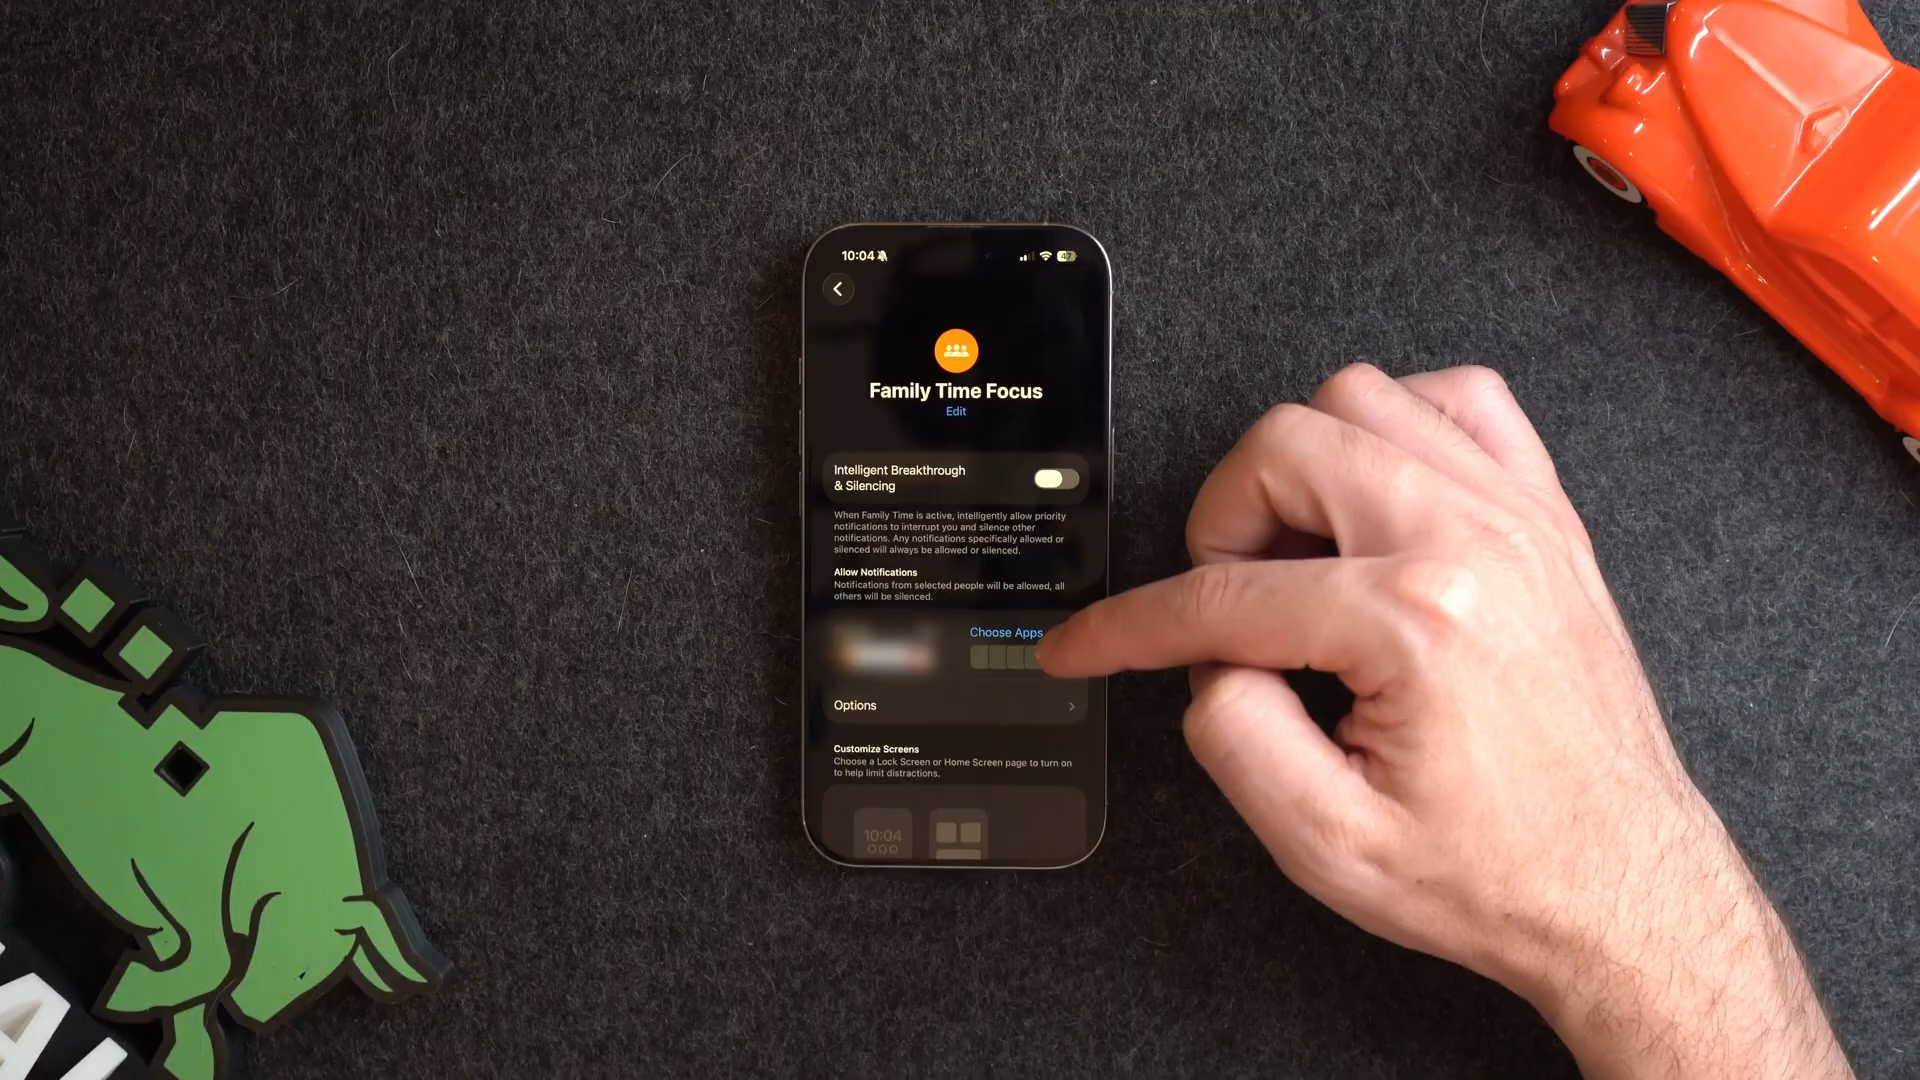 10:04
47
Family Time Focus
Edit
Intelligent Breakthrough
& Silencing
When Family Time is active, intelligently allow priority
notifications to interrupt you and silence other
notifications. Any notifications specifically allowed or
silenced will always be allowed or silenced.
Allow Notifications
Notifications from selected people will be allowed, all
others will be silenced.
Choose Apps
Options
Customize Screens
Choose a Lock Screen or Home Screen page to turn on
to help limit distractions.
10:04